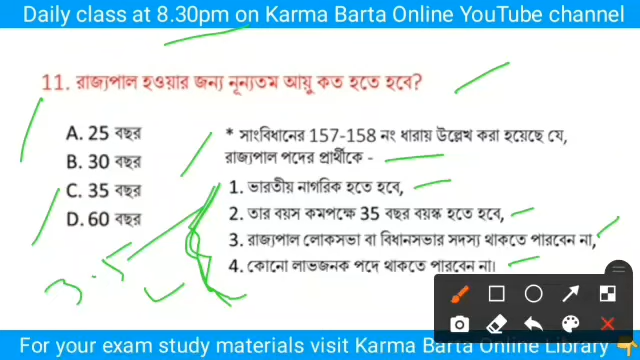 Daily class at 8.30pm on Karma Barta Online YouTube channel
11. রাজ্যপাল হওয়ার জন্য নূন্যতম আয়ু কত হতে হবে?
A. 25 বছর
B. 30 বছর
C. 35 বছর
D. 60 বছর
* সাংবিধানের 157-158 নং ধারায় উল্লেখ করা হয়েছে যে,
রাজ্যপাল পদের প্রার্থীকে -
1. ভারতীয় নাগরিক হতে হবে,
2. তার বয়স কমপক্ষে 35 বছর বয়স্ক হতে হবে,
3. রাজ্যপাল লোকসভা বা বিধানসভার সদস্য থাকতে পারবেন না,
4. কোনো লাভজনক পদে থাকতে পারবেন না।
35
For your exam study materials visit Karma Barta Online Library